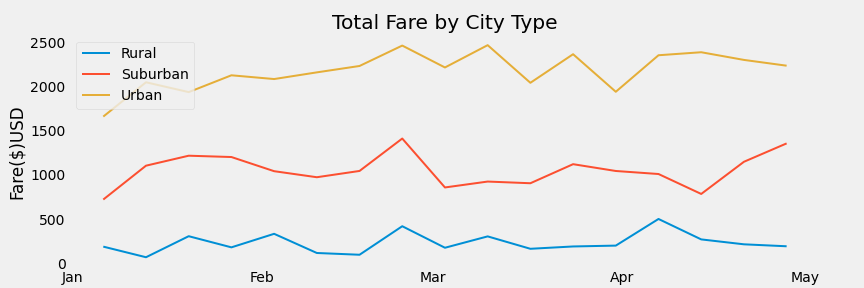 Total Fare by City Type
Rural
Suburban
Urban
Fare($)USD
2500
2000
1500
1000
500
0
Jan Feb Mar Apr May